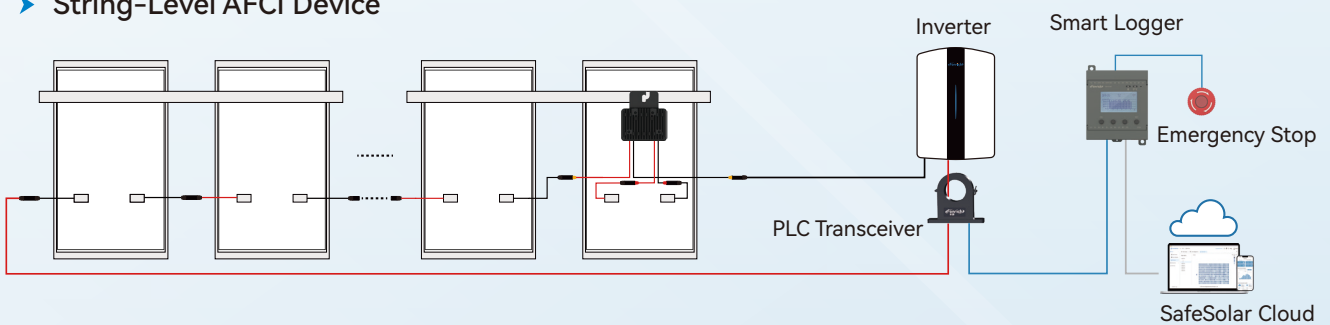 String-Level AFCI Device
Inverter
Smart Logger
Emergency Stop
PLC Transceiver
SafeSolar Cloud